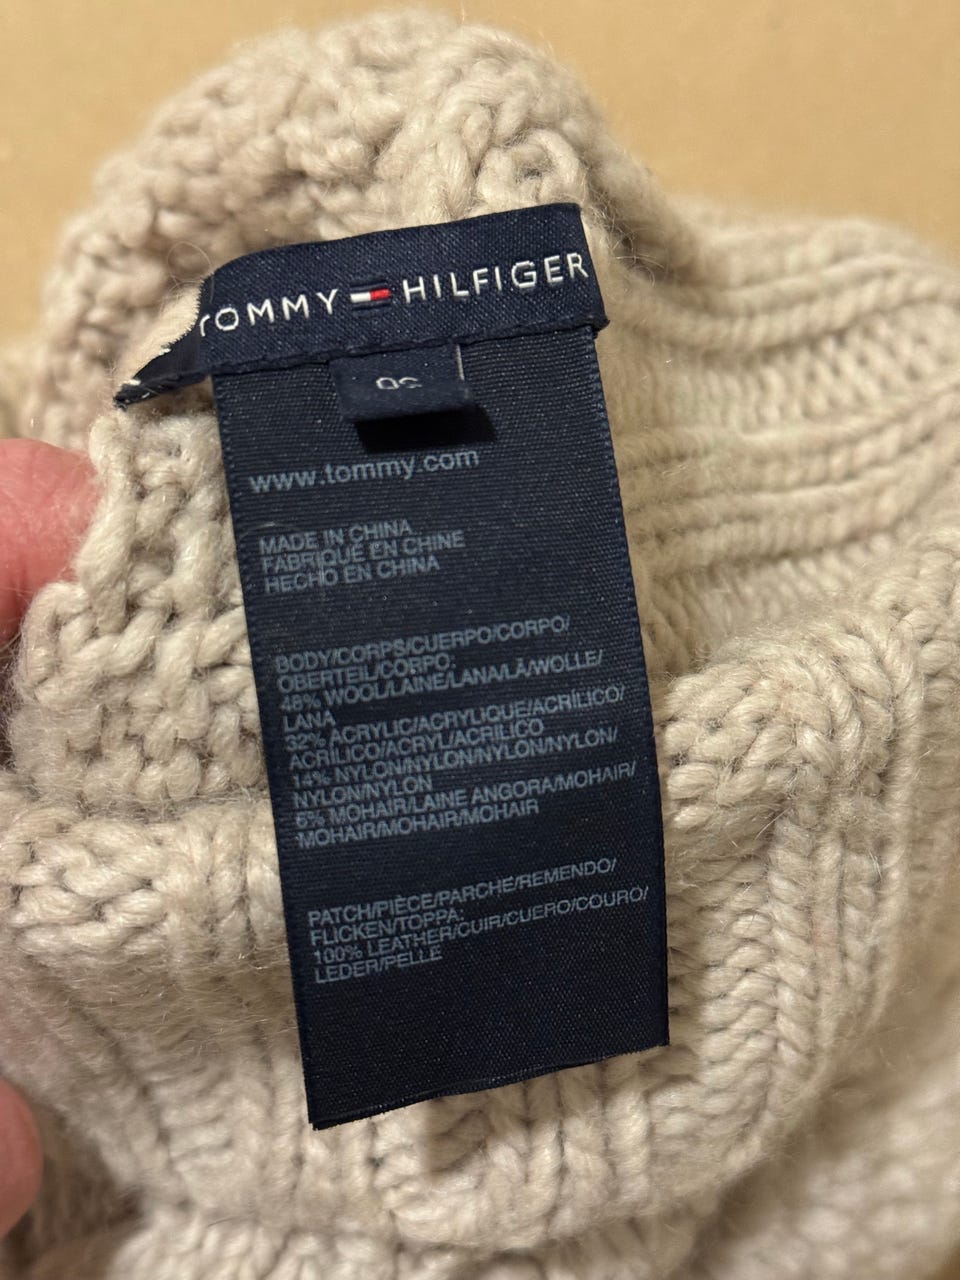 TOMMY HILFIGER
www.tommy.com
MADE IN CHINA
FABRIQUÉ EN CHINE
HECHO EN CHINA
BODY/CORPS/CUERPO/CORPO/
OBERTEIL/CORPO:
48% WOOL/LAINE/LANA/LÃ/WOLLE/
LANA
32% ACRYLIC/ACRYLIQUE/ACRÍLICO/
ACRÍLICO/ACRYL/ACRILICO
14% NYLON/NYLON/NYLON/NYLON/
NYLON/NYLON
6% MOHAIR/LAINE ANGORA/MOHAIR/
MOHAIR/MOHAIR/MOHAIR
PATCH/PIÈCE/PARCHE/REMENDO/
FLICKEN/TOPPA:
100% LEATHER/CUIR/CUERO/COURO/
LEDER/PELLE